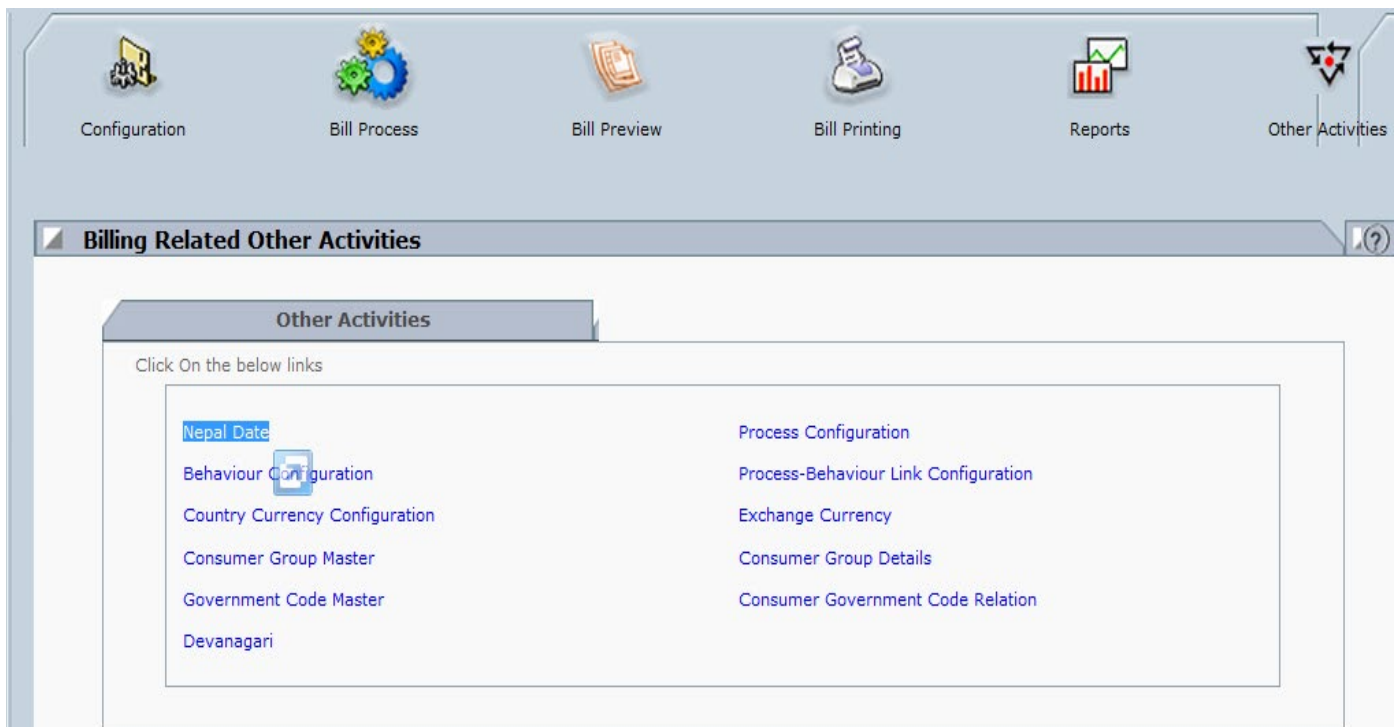 Configuration Bill Process Bill Preview Bill Printing Reports Other Activities
Billing Related Other Activities (?)
Other Activities
Click On the below links
Nepal Date Process Configuration
Behaviour Configuration Process-Behaviour Link Configuration
Country Currency Configuration Exchange Currency
Consumer Group Master Consumer Group Details
Government Code Master Consumer Government Code Relation
Devanagari